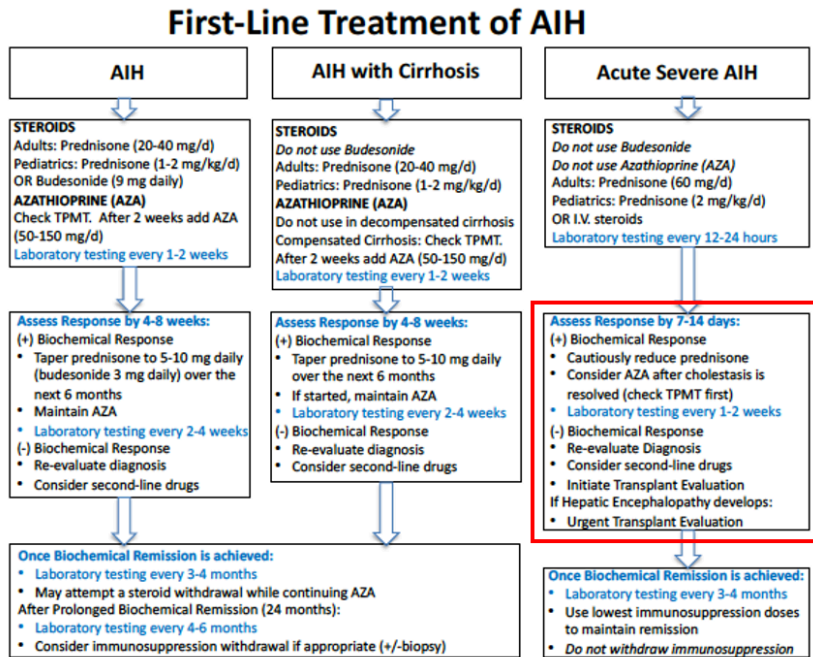 First-Line Treatment of AIH
AIH
STEROIDS
Adults: Prednisone (20-40 mg/d)
Pediatrics: Prednisone (1-2 mg/kg/d)
OR Budesonide (9 mg daily)
AZATHIOPRINE (AZA)
Check TPMT. After 2 weeks add AZA
(50-150 mg/d)
Laboratory testing every 1-2 weeks
Assess Response by 4-8 weeks:
(+) Biochemical Response
• Taper prednisone to 5-10 mg daily
(budesonide 3 mg daily) over the
next 6 months
• Maintain AZA
• Laboratory testing every 2-4 weeks
(-) Biochemical Response
• Re-evaluate diagnosis
• Consider second-line drugs
AIH with Cirrhosis
STEROIDS
Do not use Budesonide
Adults: Prednisone (20-40 mg/d)
Pediatrics: Prednisone (1-2 mg/kg/d)
AZATHIOPRINE (AZA)
Do not use in decompensated cirrhosis
Compensated Cirrhosis: Check TPMT.
After 2 weeks add AZA (50-150 mg/d)
Laboratory testing every 1-2 weeks
Assess Response by 4-8 weeks:
(+) Biochemical Response
• Taper prednisone to 5-10 mg daily
over the next 6 months
• If started, maintain AZA
• Laboratory testing every 2-4 weeks
(-) Biochemical Response
• Re-evaluate diagnosis
• Consider second-line drugs
Once Biochemical Remission is achieved:
• Laboratory testing every 3-4 months
• May attempt a steroid withdrawal while continuing AZA
After Prolonged Biochemical Remission (24 months):
• Laboratory testing every 4-6 months
• Consider immunosuppression withdrawal if appropriate (+/-biopsy)
Acute Severe AIH
STEROIDS
Do not use Budesonide
Do not use Azathioprine (AZA)
Adults: Prednisone (60 mg/d)
Pediatrics: Prednisone (2 mg/kg/d)
OR I.V. steroids
Laboratory testing every 12-24 hours
Assess Response by 7-14 days:
(+) Biochemical Response
• Cautiously reduce prednisone
• Consider AZA after cholestasis is
resolved (check TPMT first)
• Laboratory testing every 1-2 weeks
(-) Biochemical Response
• Re-evaluate Diagnosis
• Consider second-line drugs
• Initiate Transplant Evaluation
If Hepatic Encephalopathy develops:
• Urgent Transplant Evaluation
Once Biochemical Remission is achieved:
• Laboratory testing every 3-4 months
• Use lowest immunosuppression doses
to maintain remission
• Do not withdraw immunosuppression